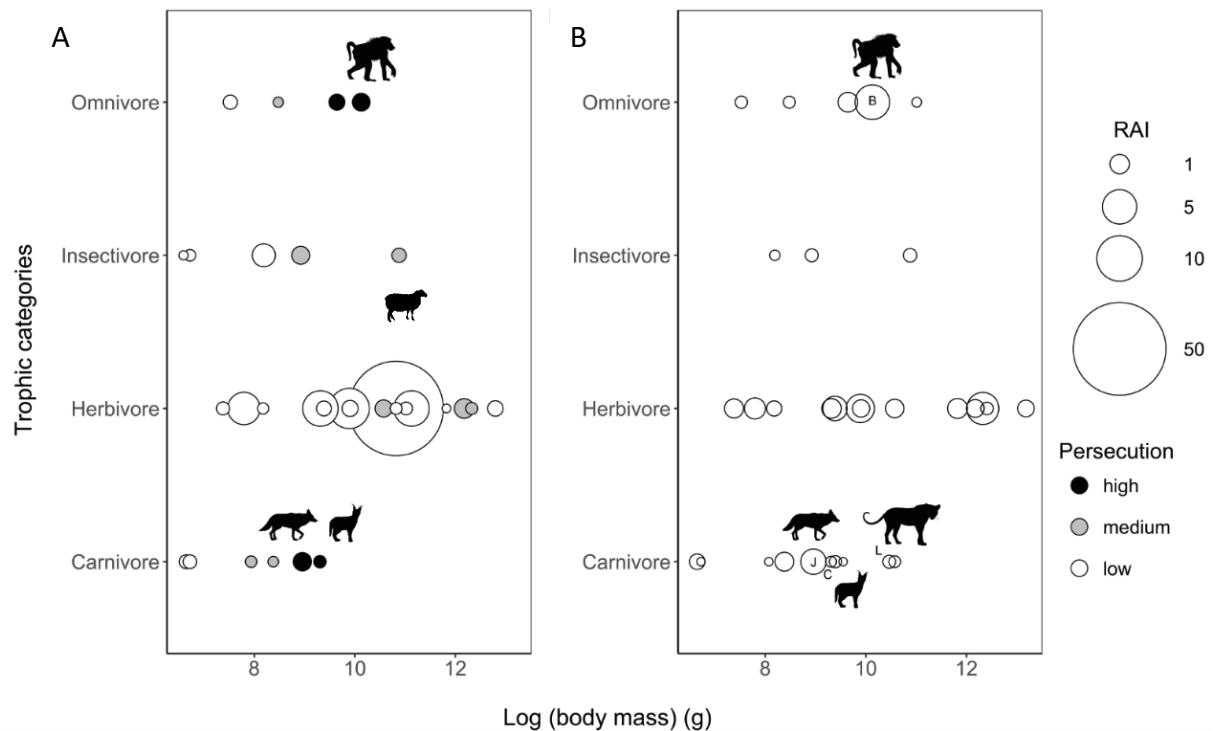 A
B
Trophic categories
Omnivore
Insectivore
Herbivore
Carnivore
8
10
12
Omnivore
Insectivore
Herbivore
Carnivore
B
J
C
L
8
10
12
Log (body mass) (g)
RAI
1
5
10
50
Persecution
high
medium
low